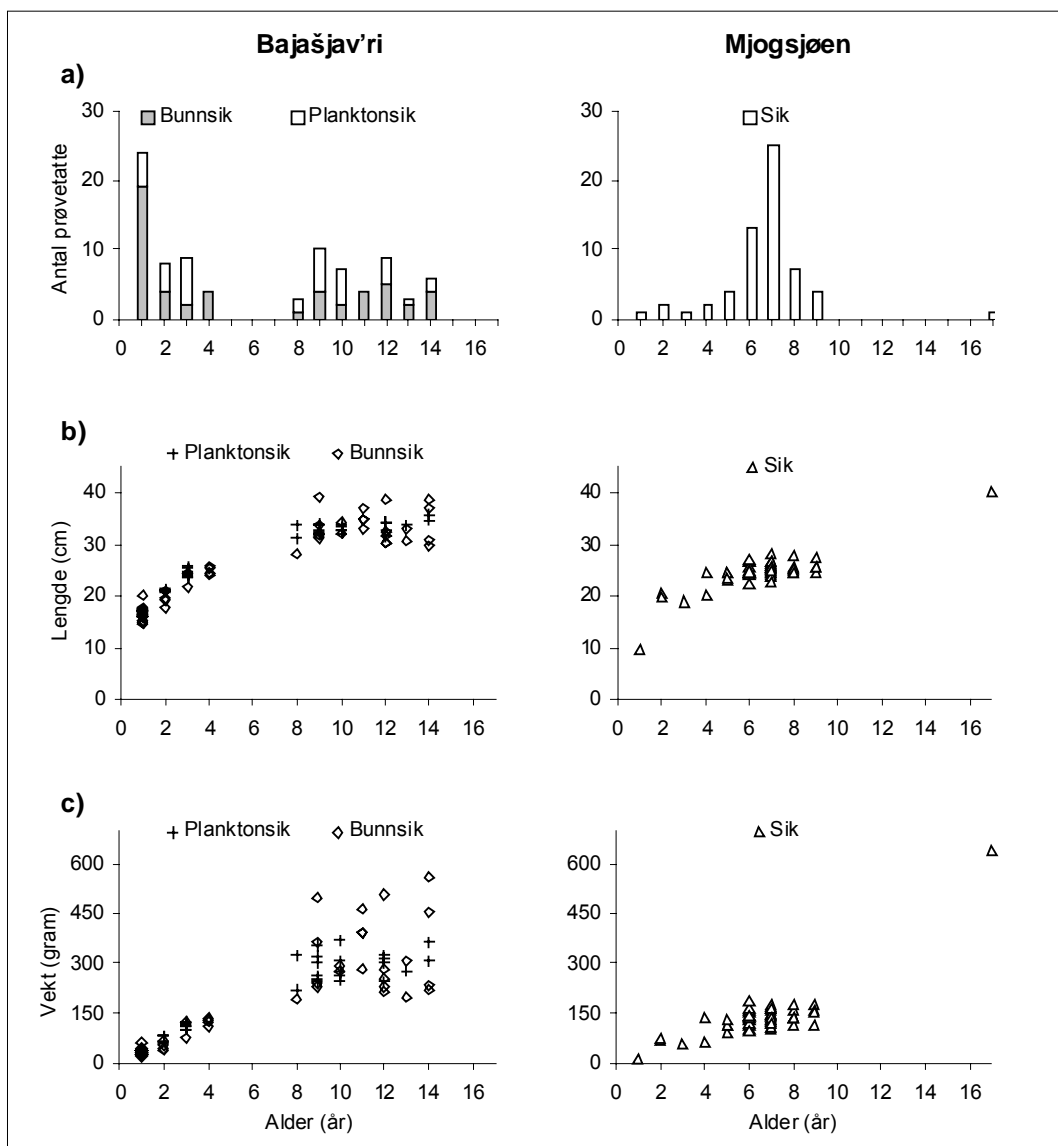 Bajašjav'ri Mjogsjøen
a)
30 Bunnsik Planktonsik
20
10
0
Antal prøvetatte
0 2 4 6 8 10 12 14 16
30 Sik
20
10
0
0 2 4 6 8 10 12 14 16
b)
Planktonsik Bunnsik
40
30
20
10
0
Lengde (cm)
0 2 4 6 8 10 12 14 16
Sik
40
30
20
10
0
0 2 4 6 8 10 12 14 16
c)
Planktonsik Bunnsik
600
450
300
150
0
Vekt (gram)
0 2 4 6 8 10 12 14 16
Alder (år)
Sik
600
450
300
150
0
0 2 4 6 8 10 12 14 16
Alder (år)